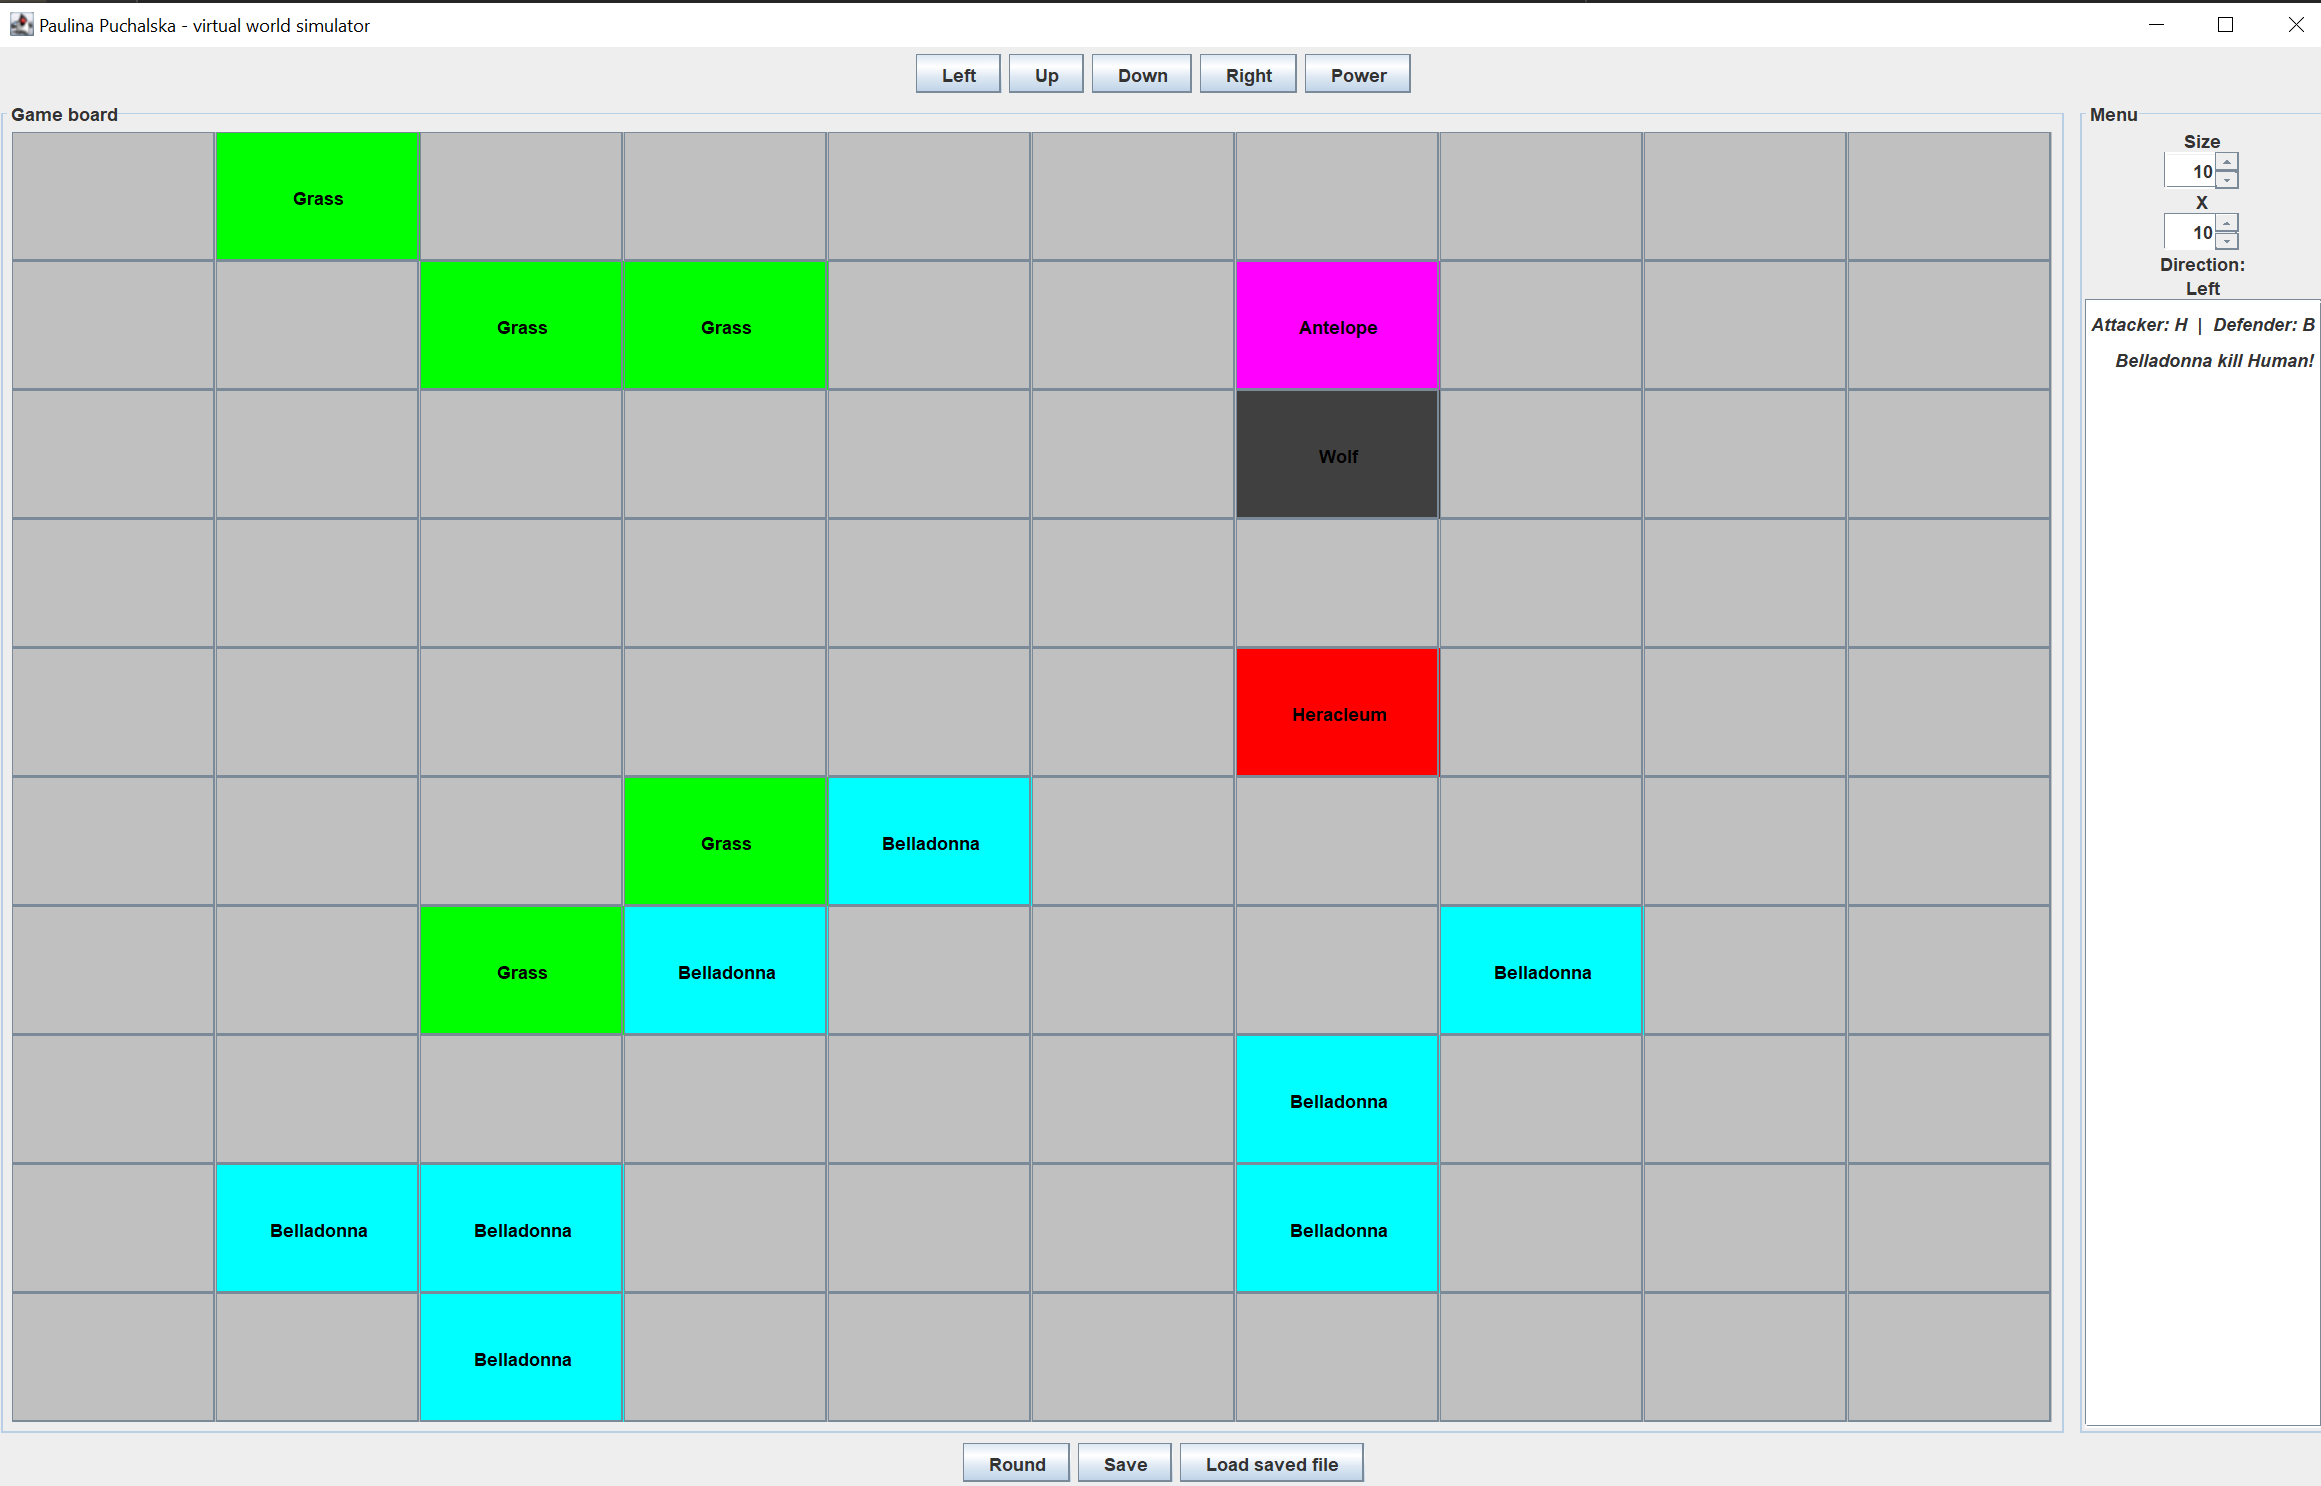 Paulina Puchalska - virtual world simulator
Left Up Down Right Power
Game board
Menu
Size
10
X
10
Direction:
Left
Attacker: H | Defender: B
Belladonna kill Human!
Grass
Grass Grass Antelope
Wolf
Heracleum
Grass Belladonna
Grass Belladonna Belladonna
Belladonna
Belladonna Belladonna Belladonna
Belladonna
Round Save Load saved file